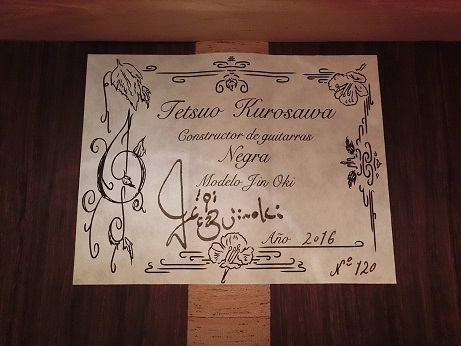 Tetsuo Kurosawa
Constructor de guitarras
Negra
Modelo Jin Oki
Año 2016
Nº 120